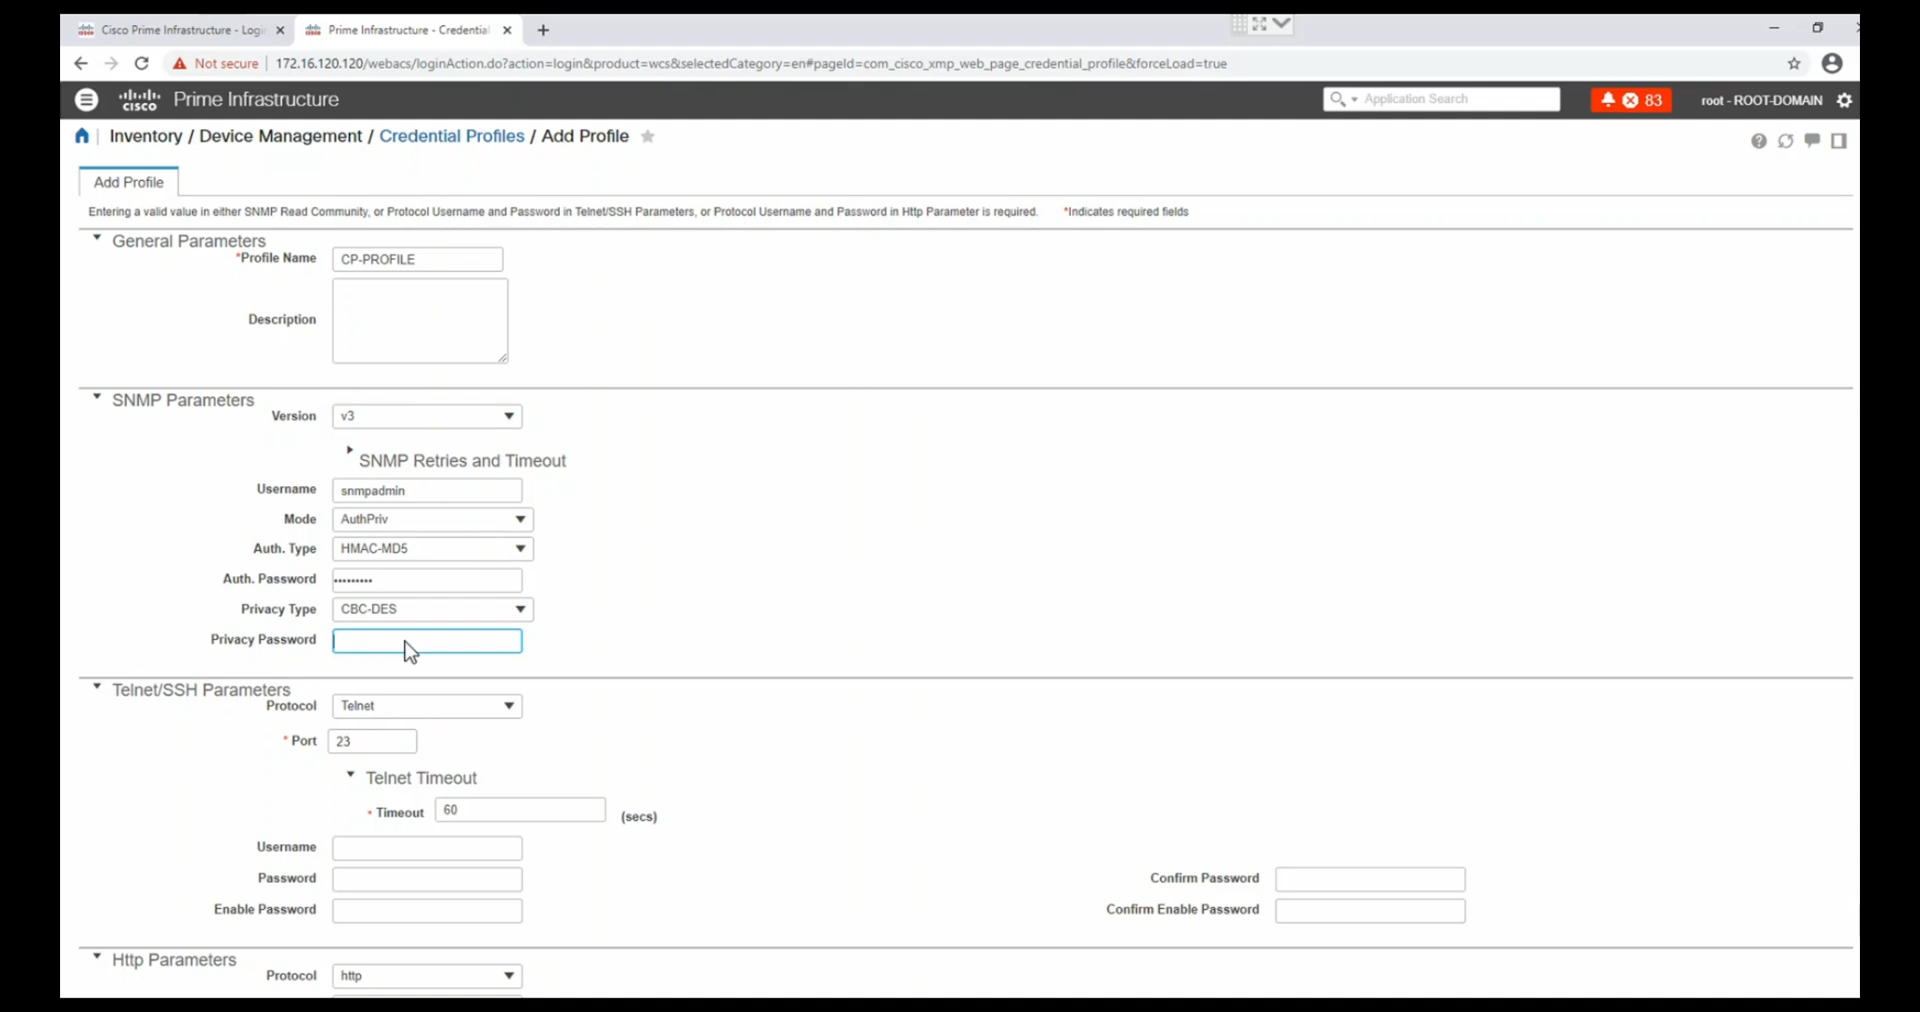 Cisco Prime Infrastructure - Logi
Prime Infrastructure - Credential
Not secure | 172.16.120.120/webacs/loginAction.do?action=login&product=wcs&selectedCategory=en#pageId=com_cisco_xmp_web_page_credential_profile&forceLoad=true
cisco Prime Infrastructure
Application Search
83
root - ROOT-DOMAIN
Inventory / Device Management / Credential Profiles / Add Profile
Add Profile
Entering a valid value in either SNMP Read Community, or Protocol Username and Password in Telnet/SSH Parameters, or Protocol Username and Password in Http Parameter is required. *Indicates required fields
General Parameters
*Profile Name CP-PROFILE
Description
SNMP Parameters
Version v3
SNMP Retries and Timeout
Username snmpadmin
Mode AuthPriv
Auth. Type HMAC-MD5
Auth. Password •••••••••
Privacy Type CBC-DES
Privacy Password
Telnet/SSH Parameters
Protocol Telnet
* Port 23
Telnet Timeout
* Timeout 60 (secs)
Username
Password Confirm Password
Enable Password Confirm Enable Password
Http Parameters
Protocol http